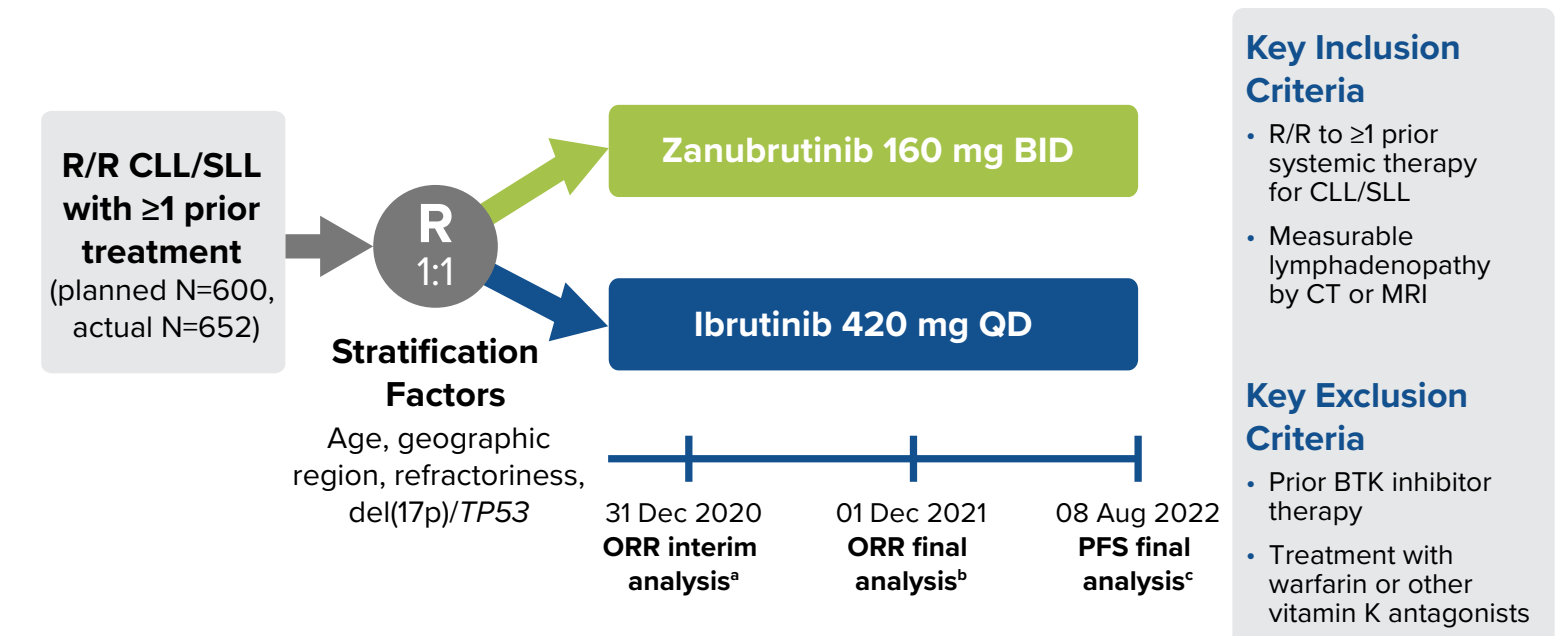 R/R CLL/SLL
with ≥1 prior
treatment
(planned N=600,
actual N=652)
R
1:1
Stratification
Factors
Age, geographic
region, refractoriness,
del(17p)/TP53
Zanubrutinib 160 mg BID
Ibrutinib 420 mg QD
31 Dec 2020
ORR interim
analysisᵃ
01 Dec 2021
ORR final
analysisᵇ
08 Aug 2022
PFS final
analysisᶜ
Key Inclusion
Criteria
• R/R to ≥1 prior
systemic therapy
for CLL/SLL
• Measurable
lymphadenopathy
by CT or MRI
Key Exclusion
Criteria
• Prior BTK inhibitor
therapy
• Treatment with
warfarin or other
vitamin K antagonists